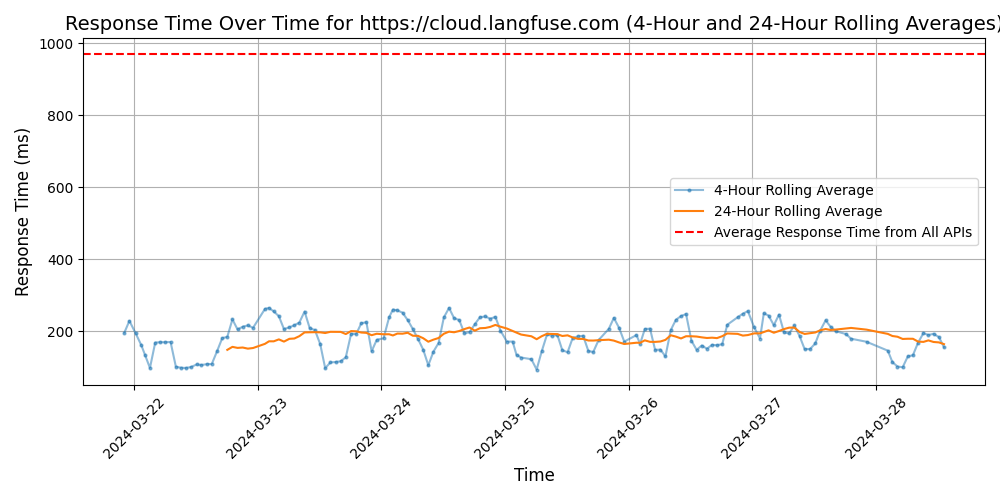 Response Time Over Time for https://cloud.langfuse.com (4-Hour and 24-Hour Rolling Averages)
Response Time (ms)
1000
800
600
400
200
4-Hour Rolling Average
24-Hour Rolling Average
Average Response Time from All APIs
2024-03-22
2024-03-23
2024-03-24
2024-03-25
2024-03-26
2024-03-27
2024-03-28
Time